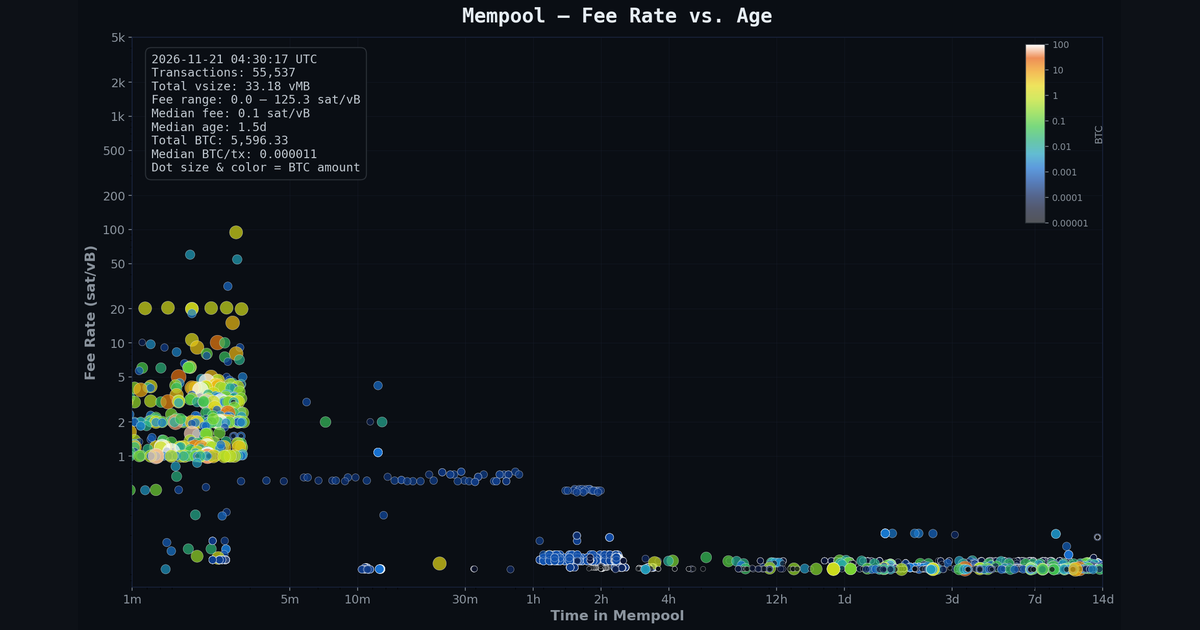 Mempool — Fee Rate vs. Age
2026-11-21 04:30:17 UTC
Transactions: 55,537
Total vsize: 33.18 vMB
Fee range: 0.0 — 125.3 sat/vB
Median fee: 0.1 sat/vB
Median age: 1.5d
Total BTC: 5,596.33
Median BTC/tx: 0.000011
Dot size & color = BTC amount
100
10
1
0.1
0.01
0.001
0.0001
0.00001
BTC
Fee Rate (sat/vB)
5k
2k
1k
500
200
100
50
20
10
5
2
1
1m 5m 10m 30m 1h 2h 4h 12h 1d 3d 7d 14d
Time in Mempool